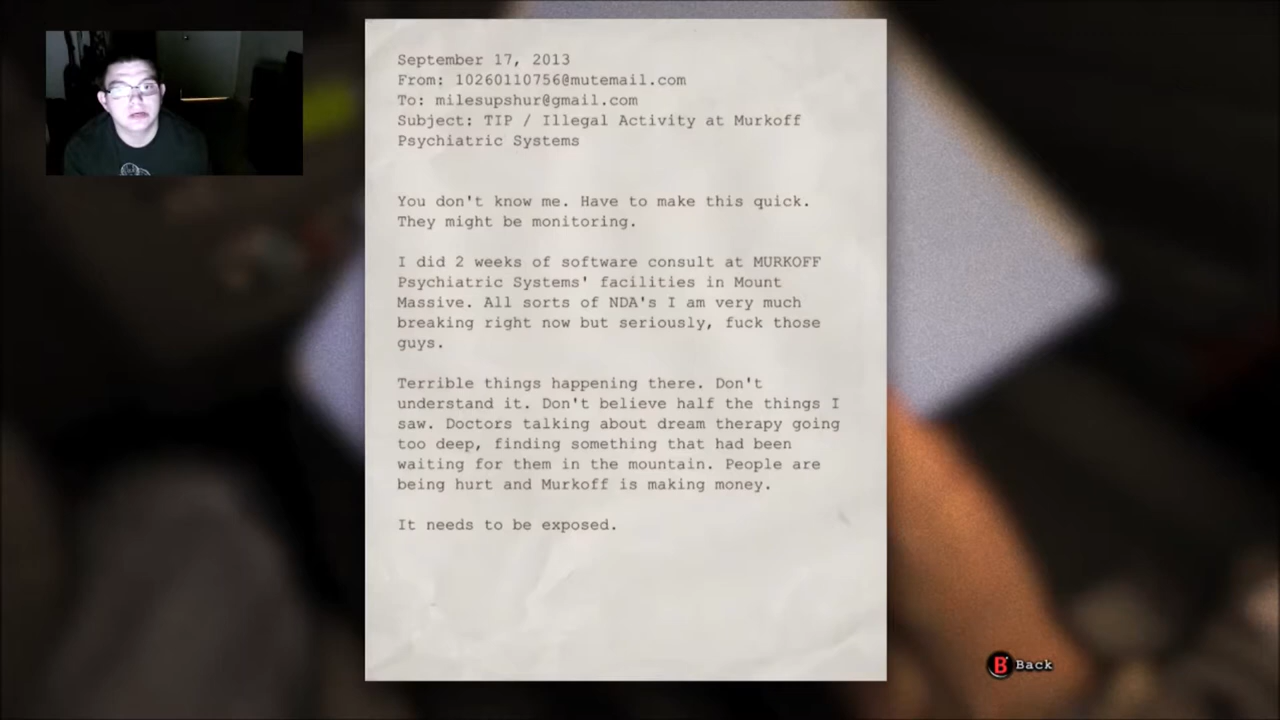 September 17, 2013
From: 10260110756@mutemail.com
To: milesupshur@gmail.com
Subject: TIP / Illegal Activity at Murkoff
Psychiatric Systems
You don't know me. Have to make this quick.
They might be monitoring.
I did 2 weeks of software consult at MURKOFF
Psychiatric Systems' facilities in Mount
Massive. All sorts of NDA's I am very much
breaking right now but seriously, fuck those
guys.
Terrible things happening there. Don't
understand it. Don't believe half the things I
saw. Doctors talking about dream therapy going
too deep, finding something that had been
waiting for them in the mountain. People are
being hurt and Murkoff is making money.
It needs to be exposed.
B Back